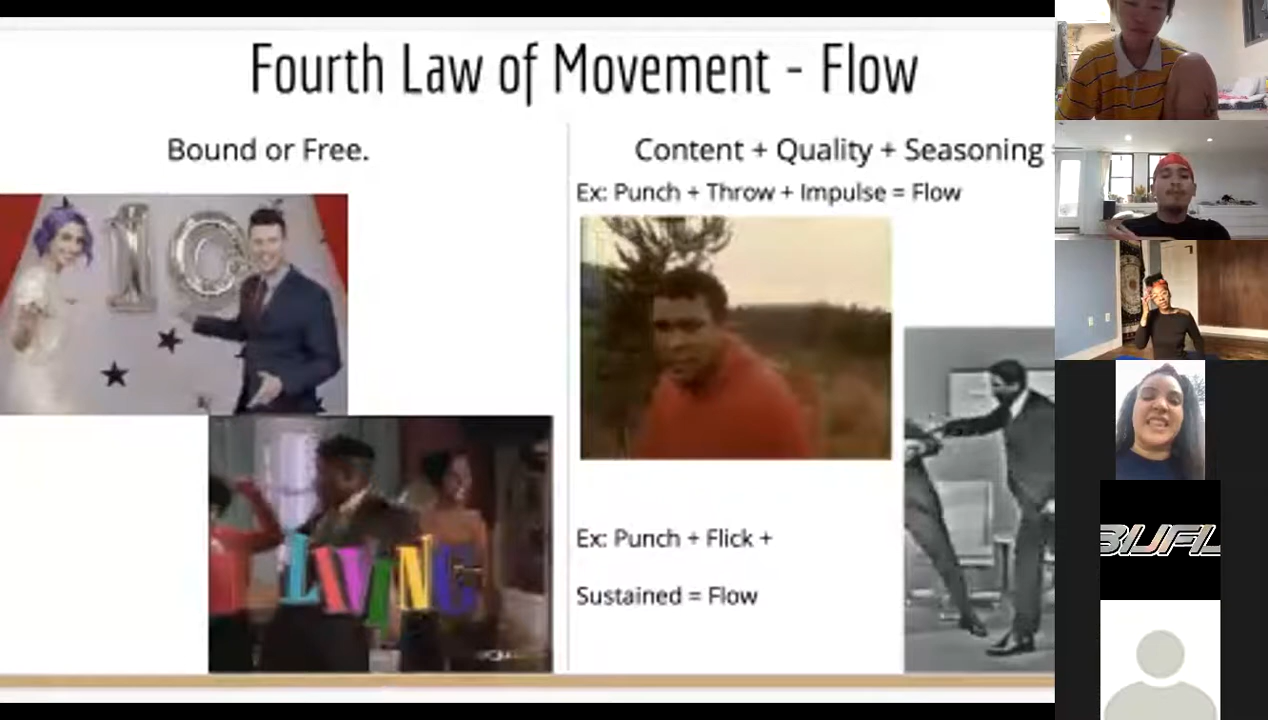 Fourth Law of Movement - Flow
Bound or Free.
10
LIVING
Content + Quality + Seasoning
Ex: Punch + Throw + Impulse = Flow
Ex: Punch + Flick +
Sustained = Flow